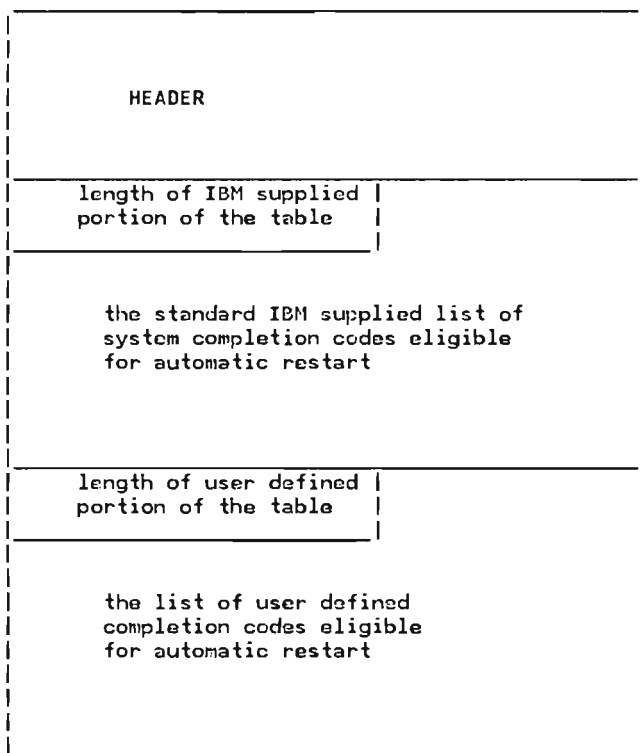 HEADER
length of IBM supplied
portion of the table
the standard IBM supplied list of
system completion codes eligible
for automatic restart
length of user defined
portion of the table
the list of user defined
completion codes eligible
for automatic restart